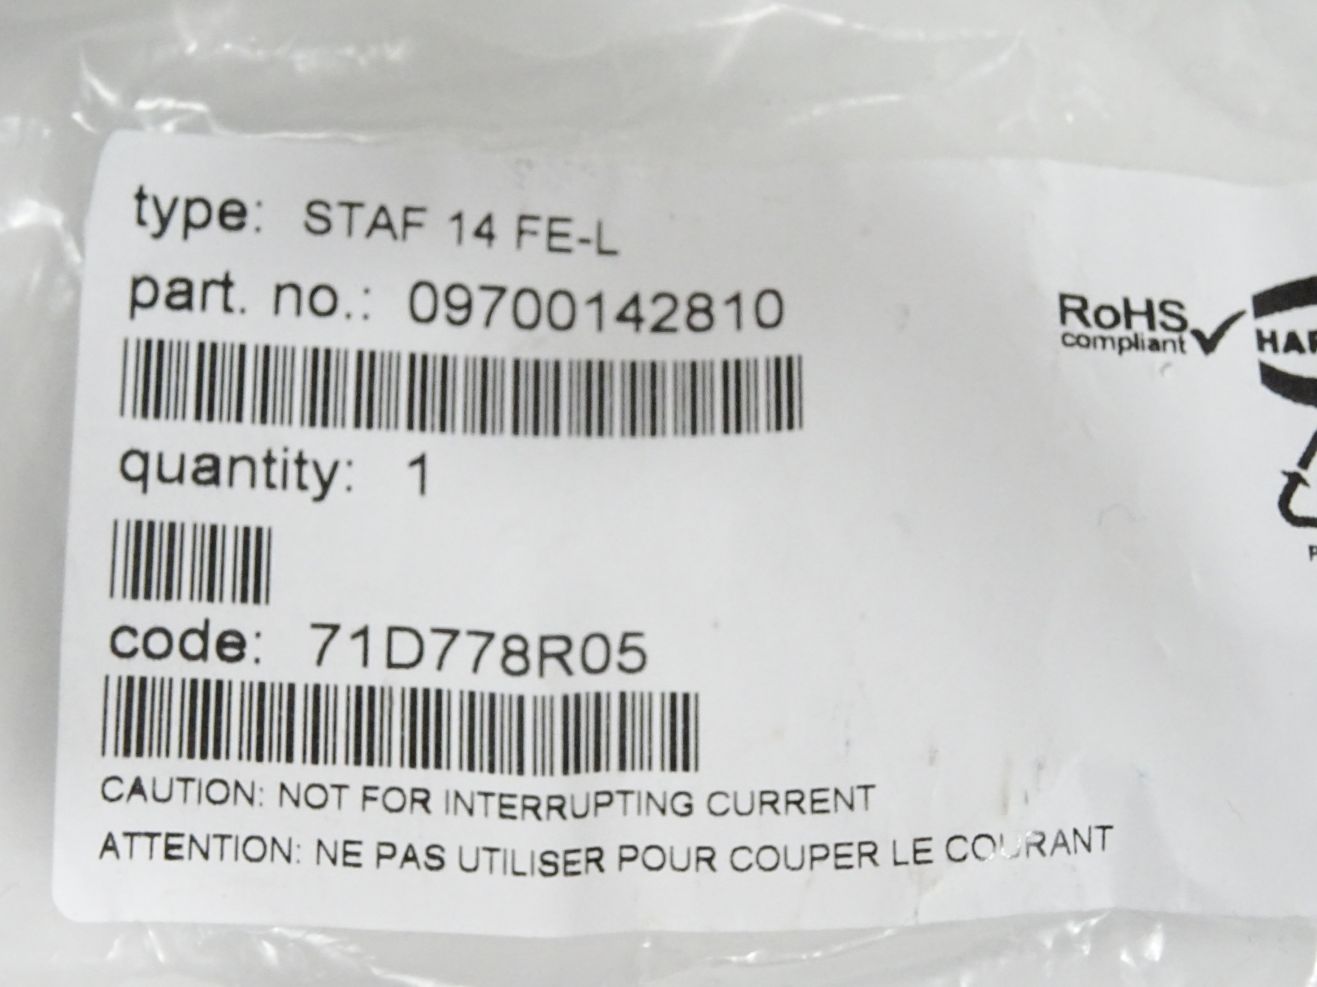 type: STAF 14 FE-L
part. no.: 09700142810
RoHS
compliant
quantity: 1
code: 71D778R05
CAUTION: NOT FOR INTERRUPTING CURRENT
ATTENTION: NE PAS UTILISER POUR COUPER LE COURANT